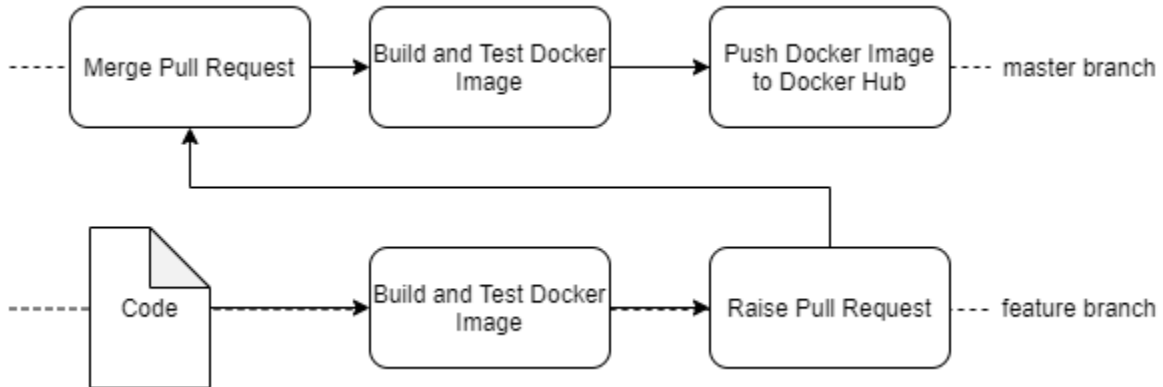 Merge Pull Request
Build and Test Docker
Image
Push Docker Image
to Docker Hub
master branch
Code
Build and Test Docker
Image
Raise Pull Request
feature branch